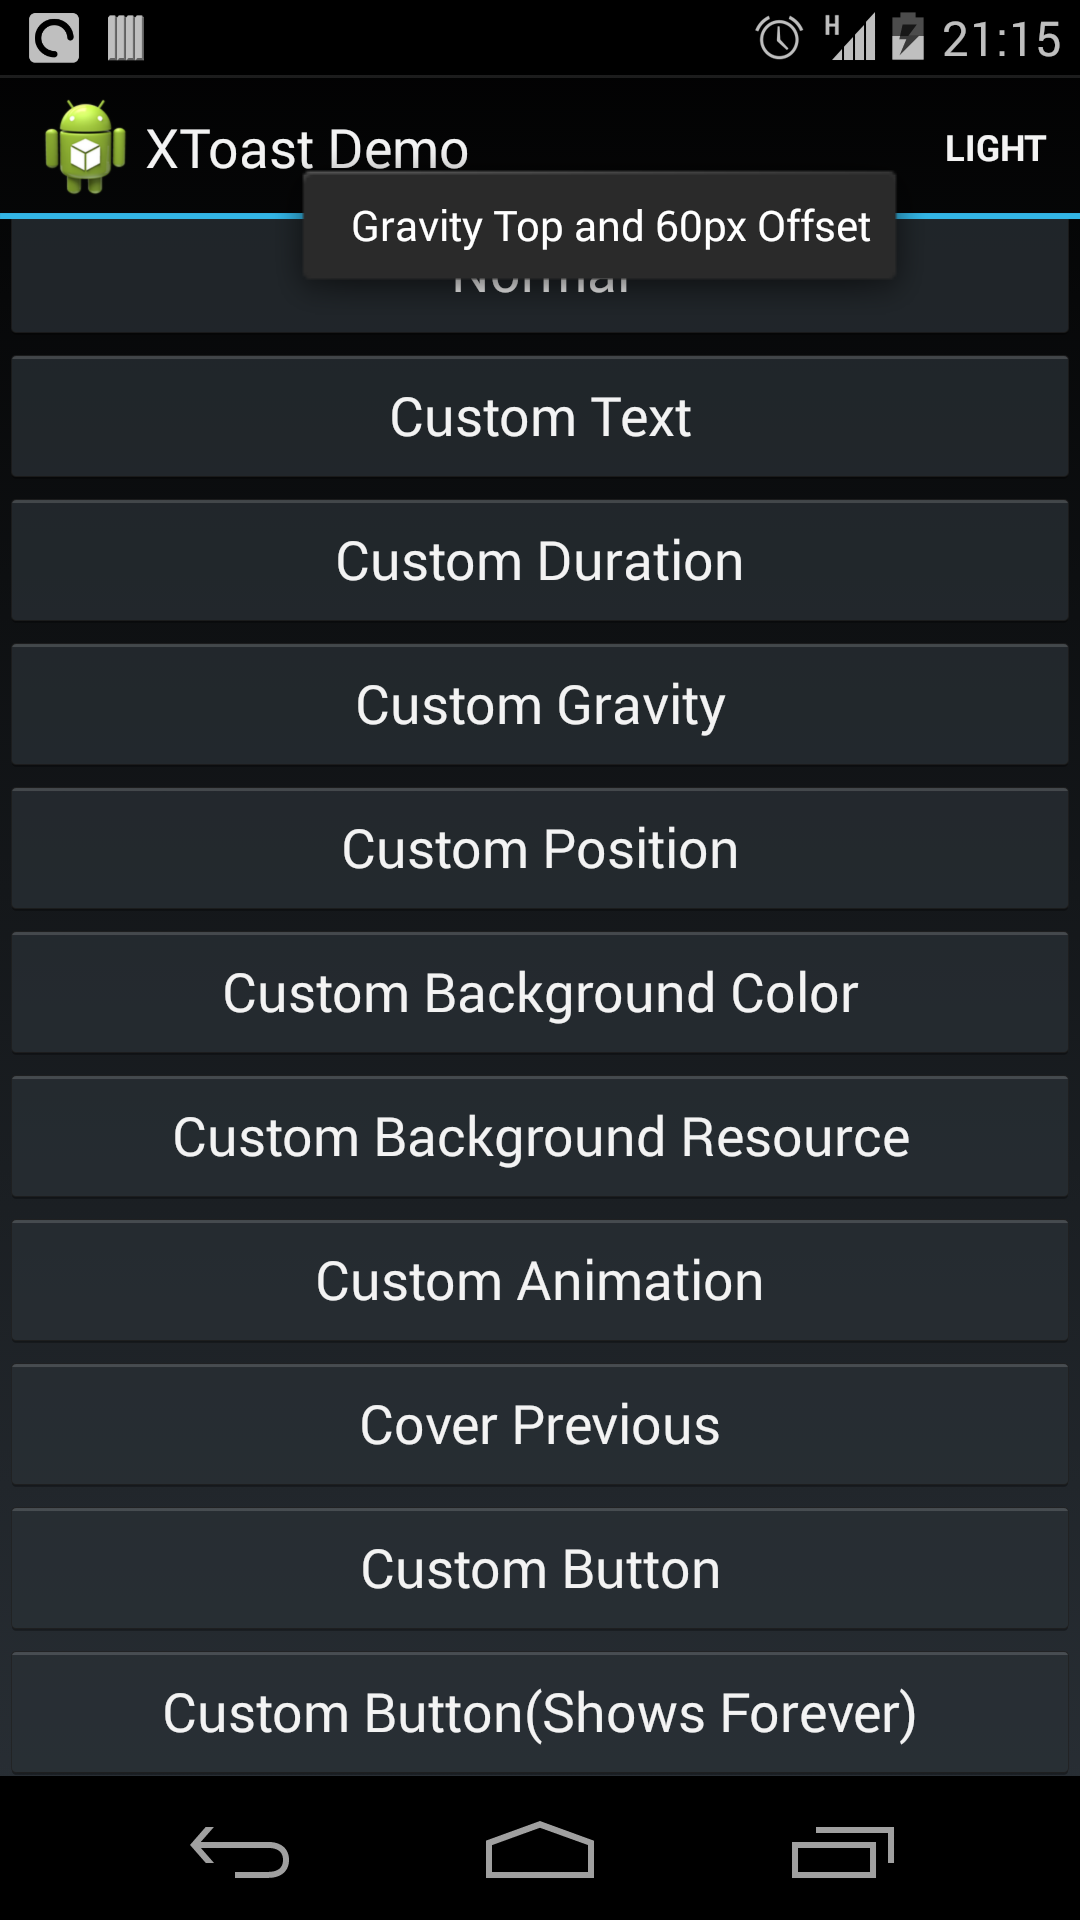 H 21:15
XToast Demo LIGHT
Gravity Top and 60px Offset
Normal
Custom Text
Custom Duration
Custom Gravity
Custom Position
Custom Background Color
Custom Background Resource
Custom Animation
Cover Previous
Custom Button
Custom Button(Shows Forever)